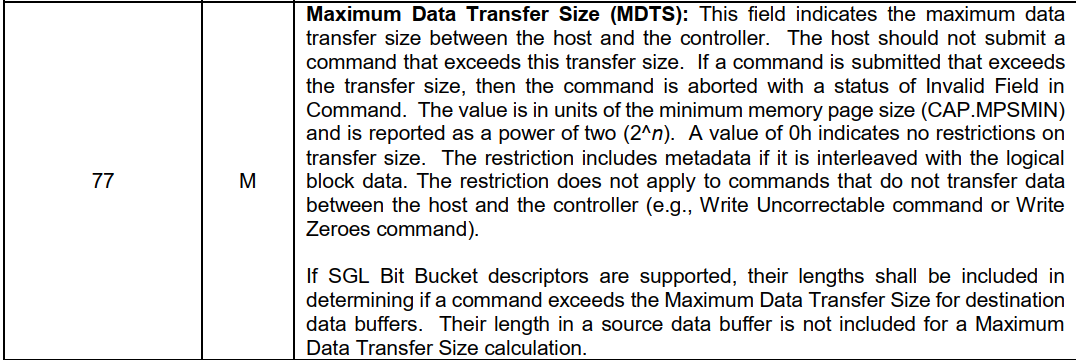 77
M
Maximum Data Transfer Size (MDTS): This field indicates the maximum data
transfer size between the host and the controller. The host should not submit a
command that exceeds this transfer size. If a command is submitted that exceeds
the transfer size, then the command is aborted with a status of Invalid Field in
Command. The value is in units of the minimum memory page size (CAP.MPSMIN)
and is reported as a power of two (2^n). A value of 0h indicates no restrictions on
transfer size. The restriction includes metadata if it is interleaved with the logical
block data. The restriction does not apply to commands that do not transfer data
between the host and the controller (e.g., Write Uncorrectable command or Write
Zeroes command).
If SGL Bit Bucket descriptors are supported, their lengths shall be included in
determining if a command exceeds the Maximum Data Transfer Size for destination
data buffers. Their length in a source data buffer is not included for a Maximum
Data Transfer Size calculation.